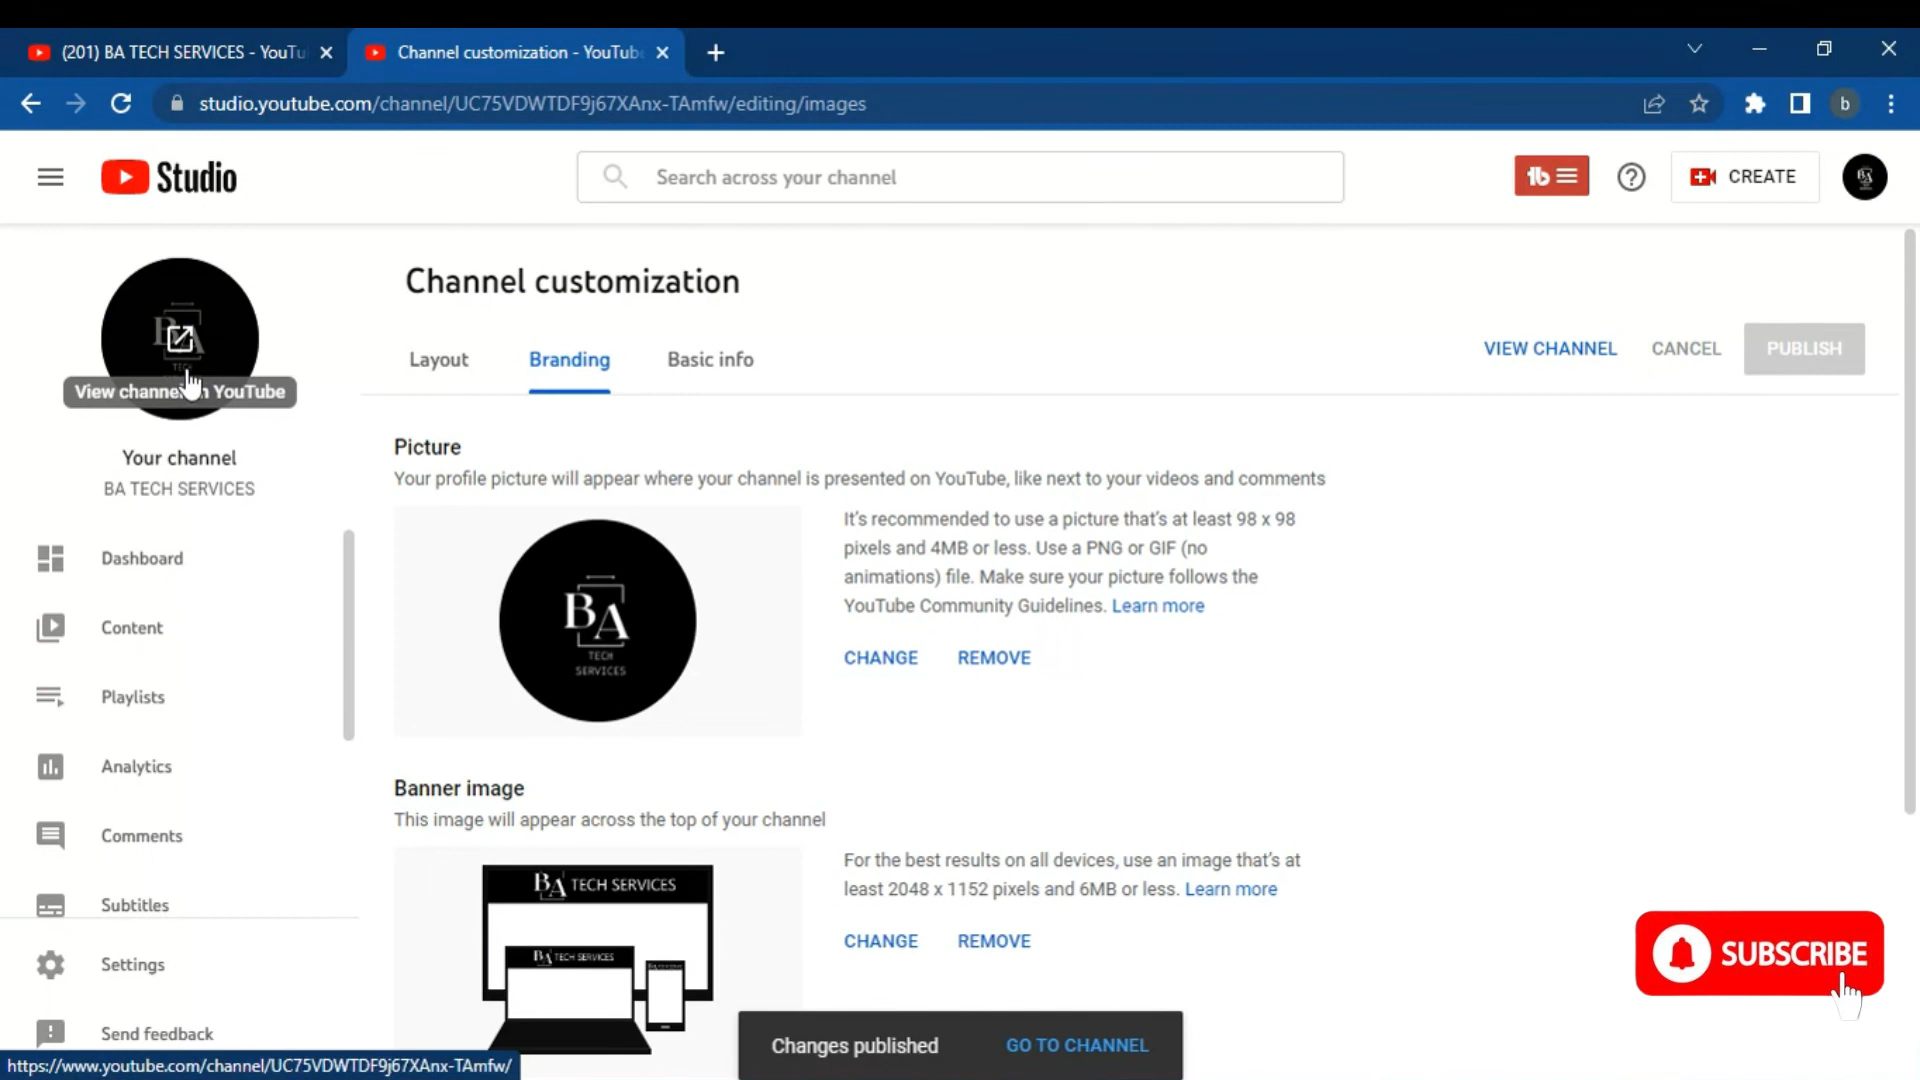 (201) BA TECH SERVICES - YouTu
Channel customization - YouTub
studio.youtube.com/channel/UC75VDWTDF9j67XAnx-TAmfw/editing/images
b
Studio
Search across your channel
CREATE
BA
TECH
View channel on YouTube
Your channel
BA TECH SERVICES
Dashboard
Content
Playlists
Analytics
Comments
Subtitles
Settings
Send feedback
https://www.youtube.com/channel/UC75VDWTDF9j67XAnx-TAmfw/
Channel customization
Layout
Branding
Basic info
VIEW CHANNEL
CANCEL
PUBLISH
Picture
Your profile picture will appear where your channel is presented on YouTube, like next to your videos and comments
BA
TECH
SERVICES
It's recommended to use a picture that's at least 98 x 98
pixels and 4MB or less. Use a PNG or GIF (no
animations) file. Make sure your picture follows the
YouTube Community Guidelines. Learn more
CHANGE
REMOVE
Banner image
This image will appear across the top of your channel
BA TECH SERVICES
BA TECH SERVICES
For the best results on all devices, use an image that's at
least 2048 x 1152 pixels and 6MB or less. Learn more
CHANGE
REMOVE
SUBSCRIBE
Changes published
GO TO CHANNEL